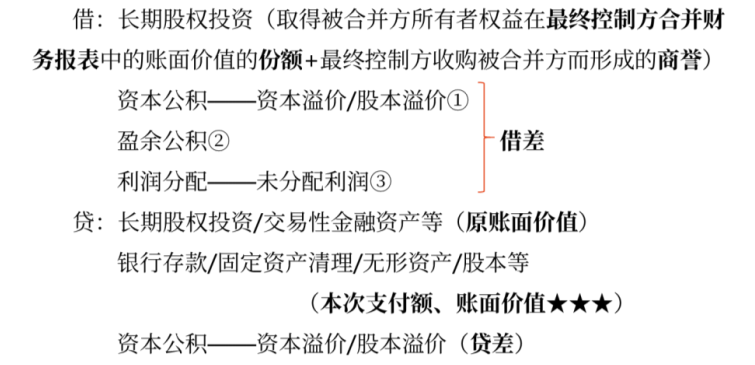 借：长期股权投资（取得被合并方所有者权益在最终控制方合并财
务报表中的账面价值的份额+最终控制方收购被合并方而形成的商誉）
资本公积——资本溢价/股本溢价①
盈余公积②
借差
利润分配——未分配利润③
贷：长期股权投资/交易性金融资产等（原账面价值）
银行存款/固定资产清理/无形资产/股本等
（本次支付额、账面价值★★★）
资本公积——资本溢价/股本溢价（贷差）